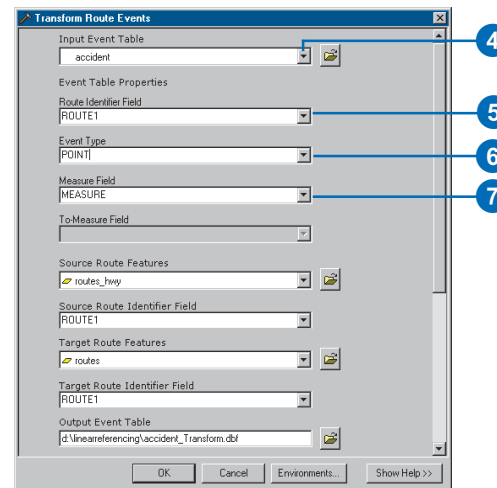 Transform Route Events
Input Event Table
accident
4
Event Table Properties
Route Identifier Field
ROUTE1
5
Event Type
POINT
6
Measure Field
MEASURE
7
To-Measure Field
Source Route Features
routes_hwy
Source Route Identifier Field
ROUTE1
Target Route Features
routes
Target Route Identifier Field
ROUTE1
Output Event Table
d:\linearreferencing\accident_Transform.dbf
OK Cancel Environments... Show Help >>